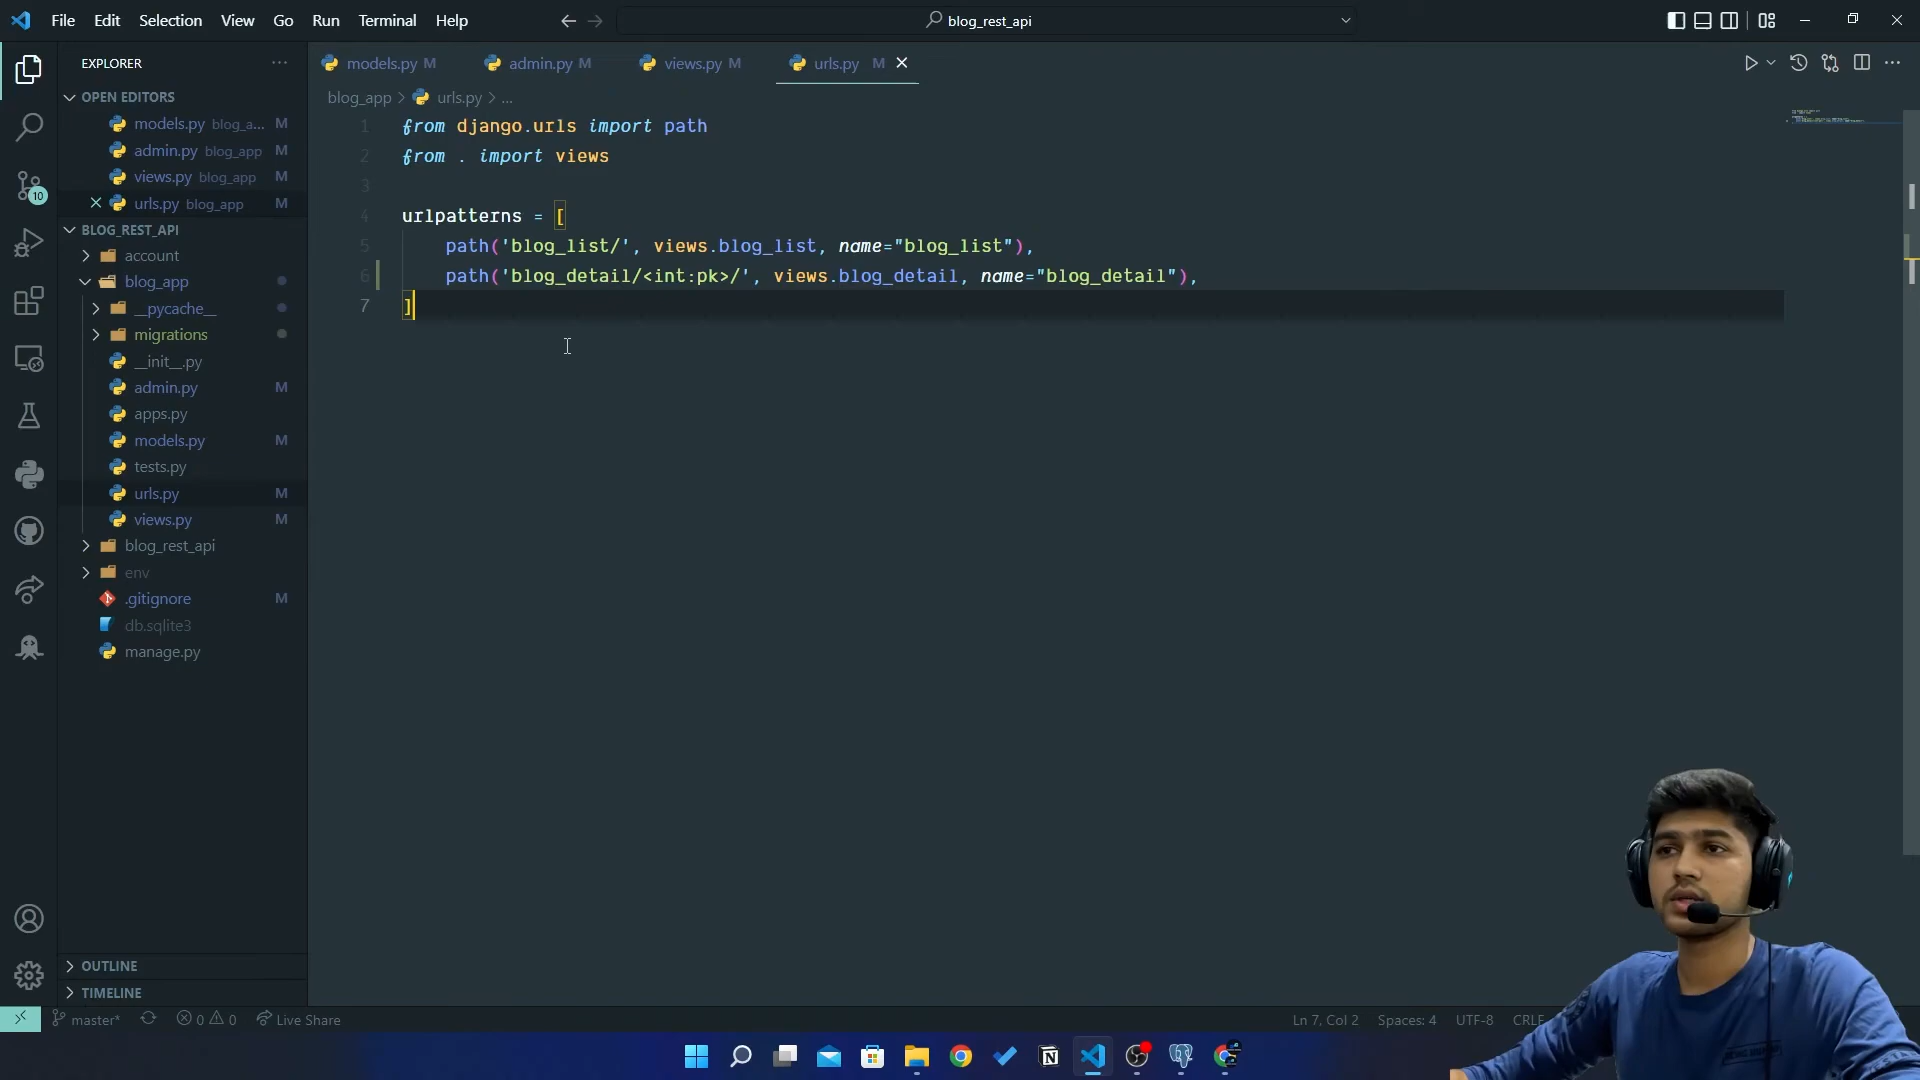 File Edit Selection View Go Run Terminal Help
blog_rest_api
EXPLORER
OPEN EDITORS
models.py blog_a... M
admin.py blog_app M
views.py blog_app M
urls.py blog_app M
BLOG_REST_API
account
blog_app
__pycache__
migrations
__init__.py
admin.py M
apps.py
models.py M
tests.py
urls.py M
views.py M
blog_rest_api
env
.gitignore M
db.sqlite3
manage.py
OUTLINE
TIMELINE
10
models.py M admin.py M views.py M urls.py M
blog_app > urls.py > ...
1 from django.urls import path
2 from . import views
3
4 urlpatterns = [
5 path('blog_list/', views.blog_list, name="blog_list"),
6 path('blog_detail/<int:pk>/', views.blog_detail, name="blog_detail"),
7 ]
master* 0 0 Live Share
Ln 7, Col 2 Spaces: 4 UTF-8 CRLF